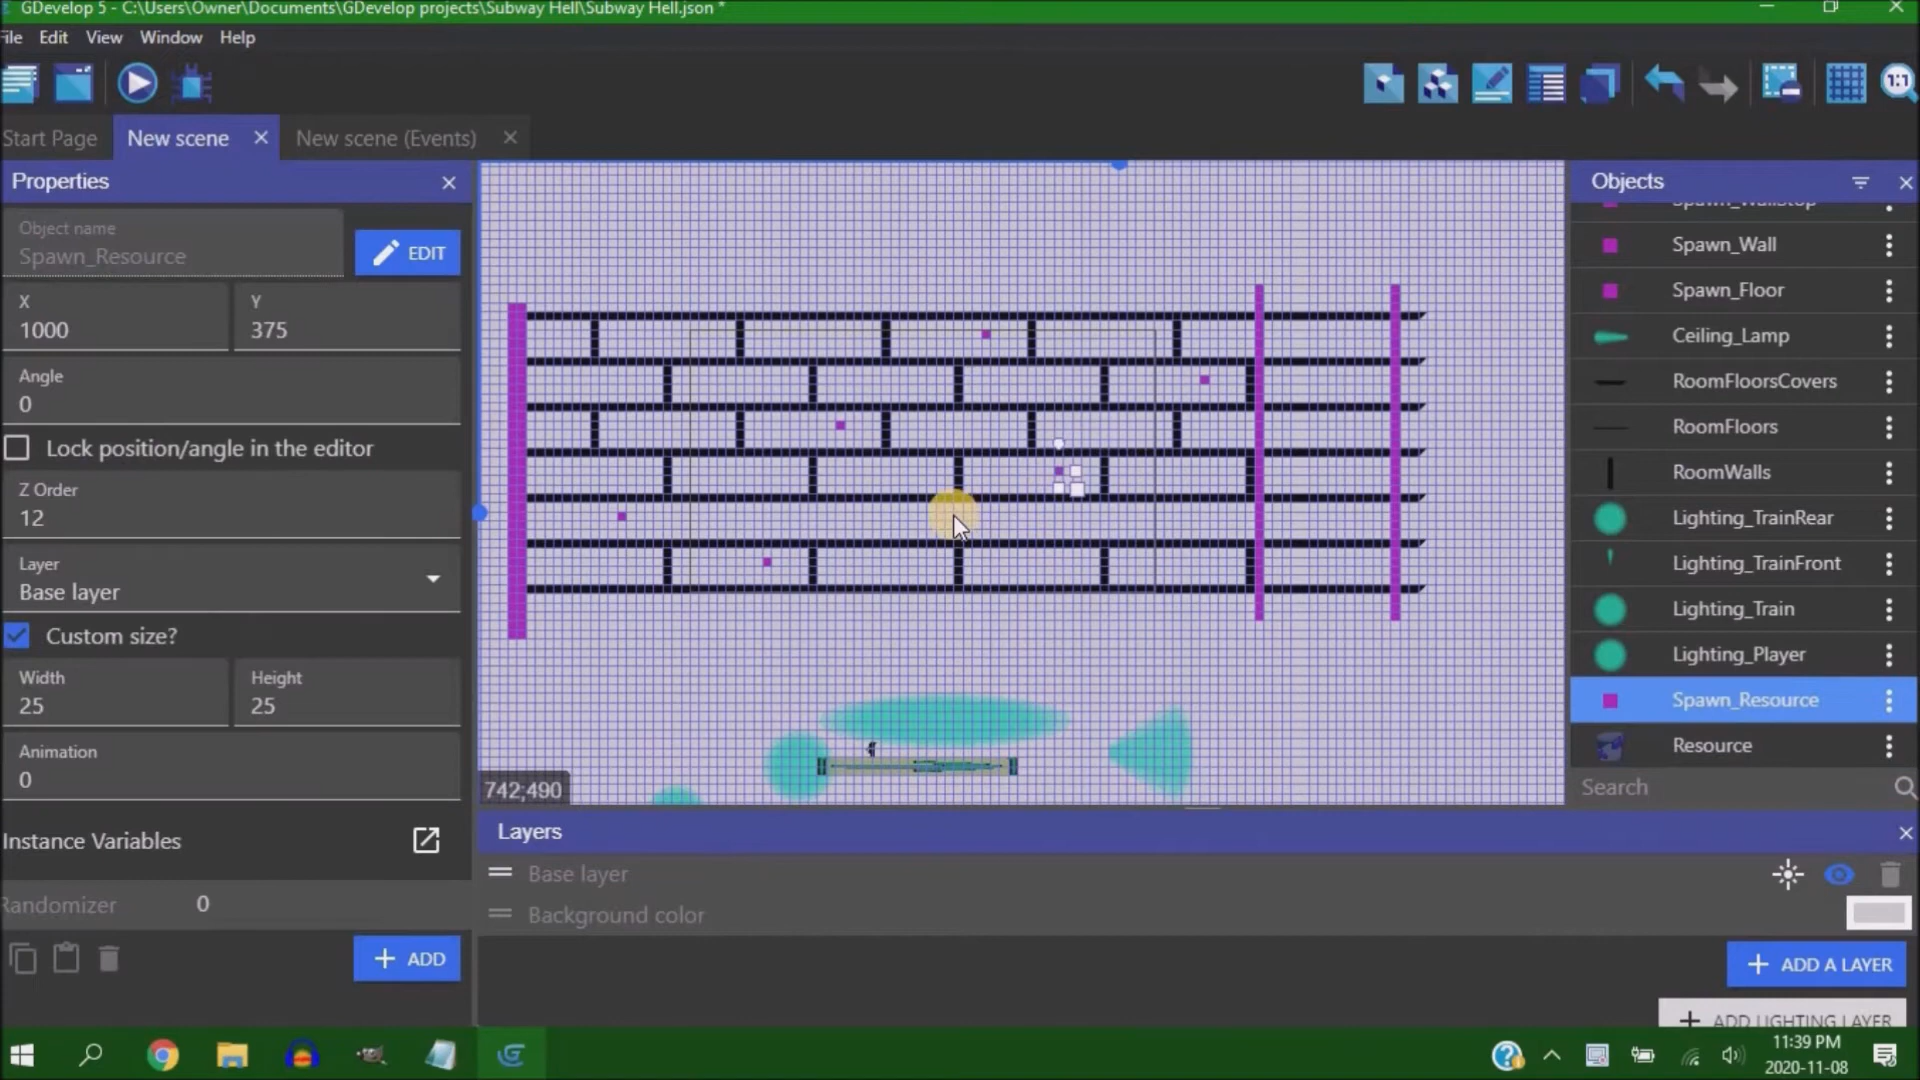 GDevelop 5 - C:\Users\Owner\Documents\GDevelop projects\Subway Hell\Subway Hell.json *
File Edit View Window Help
1:1
Start Page New scene New scene (Events)
Properties
Objects
Object name
Spawn_Resource
EDIT
X
1000
Y
375
Angle
0
Lock position/angle in the editor
Z Order
12
Layer
Base layer
Custom size?
Width
25
Height
25
Animation
0
Instance Variables
Randomizer 0
ADD
742;490
Spawn_WallStop
Spawn_Wall
Spawn_Floor
Ceiling_Lamp
RoomFloorsCovers
RoomFloors
RoomWalls
Lighting_TrainRear
Lighting_TrainFront
Lighting_Train
Lighting_Player
Spawn_Resource
Resource
Search
Layers
Base layer
Background color
ADD A LAYER
ADD LIGHTING LAYER
11:39 PM
2020-11-08